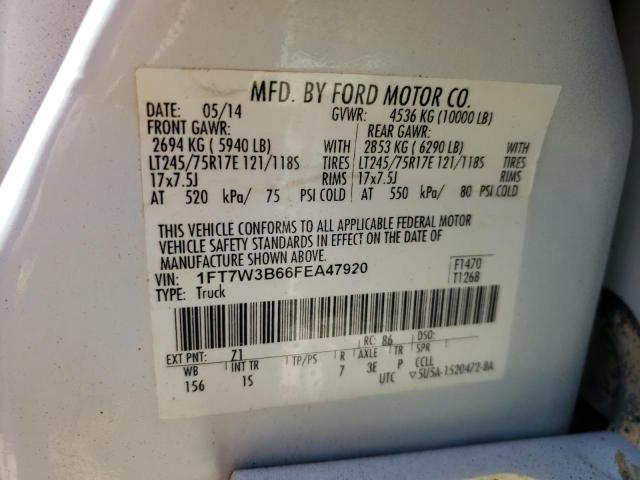 MFD. BY FORD MOTOR CO.
DATE: 05/14 GVWR: 4536 KG (10000 LB)
FRONT GAWR: REAR GAWR:
2694 KG ( 5940 LB) WITH 2853 KG ( 6290 LB) WITH
LT245/75R17E 121/118S TIRES LT245/75R17E 121/118S TIRES
17x7.5J RIMS 17x7.5J RIMS
AT 520 kPa/ 75 PSI COLD AT 550 kPa/ 80 PSI COLD
THIS VEHICLE CONFORMS TO ALL APPLICABLE FEDERAL MOTOR
VEHICLE SAFETY STANDARDS IN EFFECT ON THE DATE OF
MANUFACTURE SHOWN ABOVE.
VIN: 1FT7W3B66FEA47920 F1470
TYPE: Truck T1268
EXT PNT: Z1 RC: 86 DSO:
WB INT TR TP/PS R AXLE TR SPR
156 1S 7 3E P CCLL
UTC ▽5U5A-1520472-BA